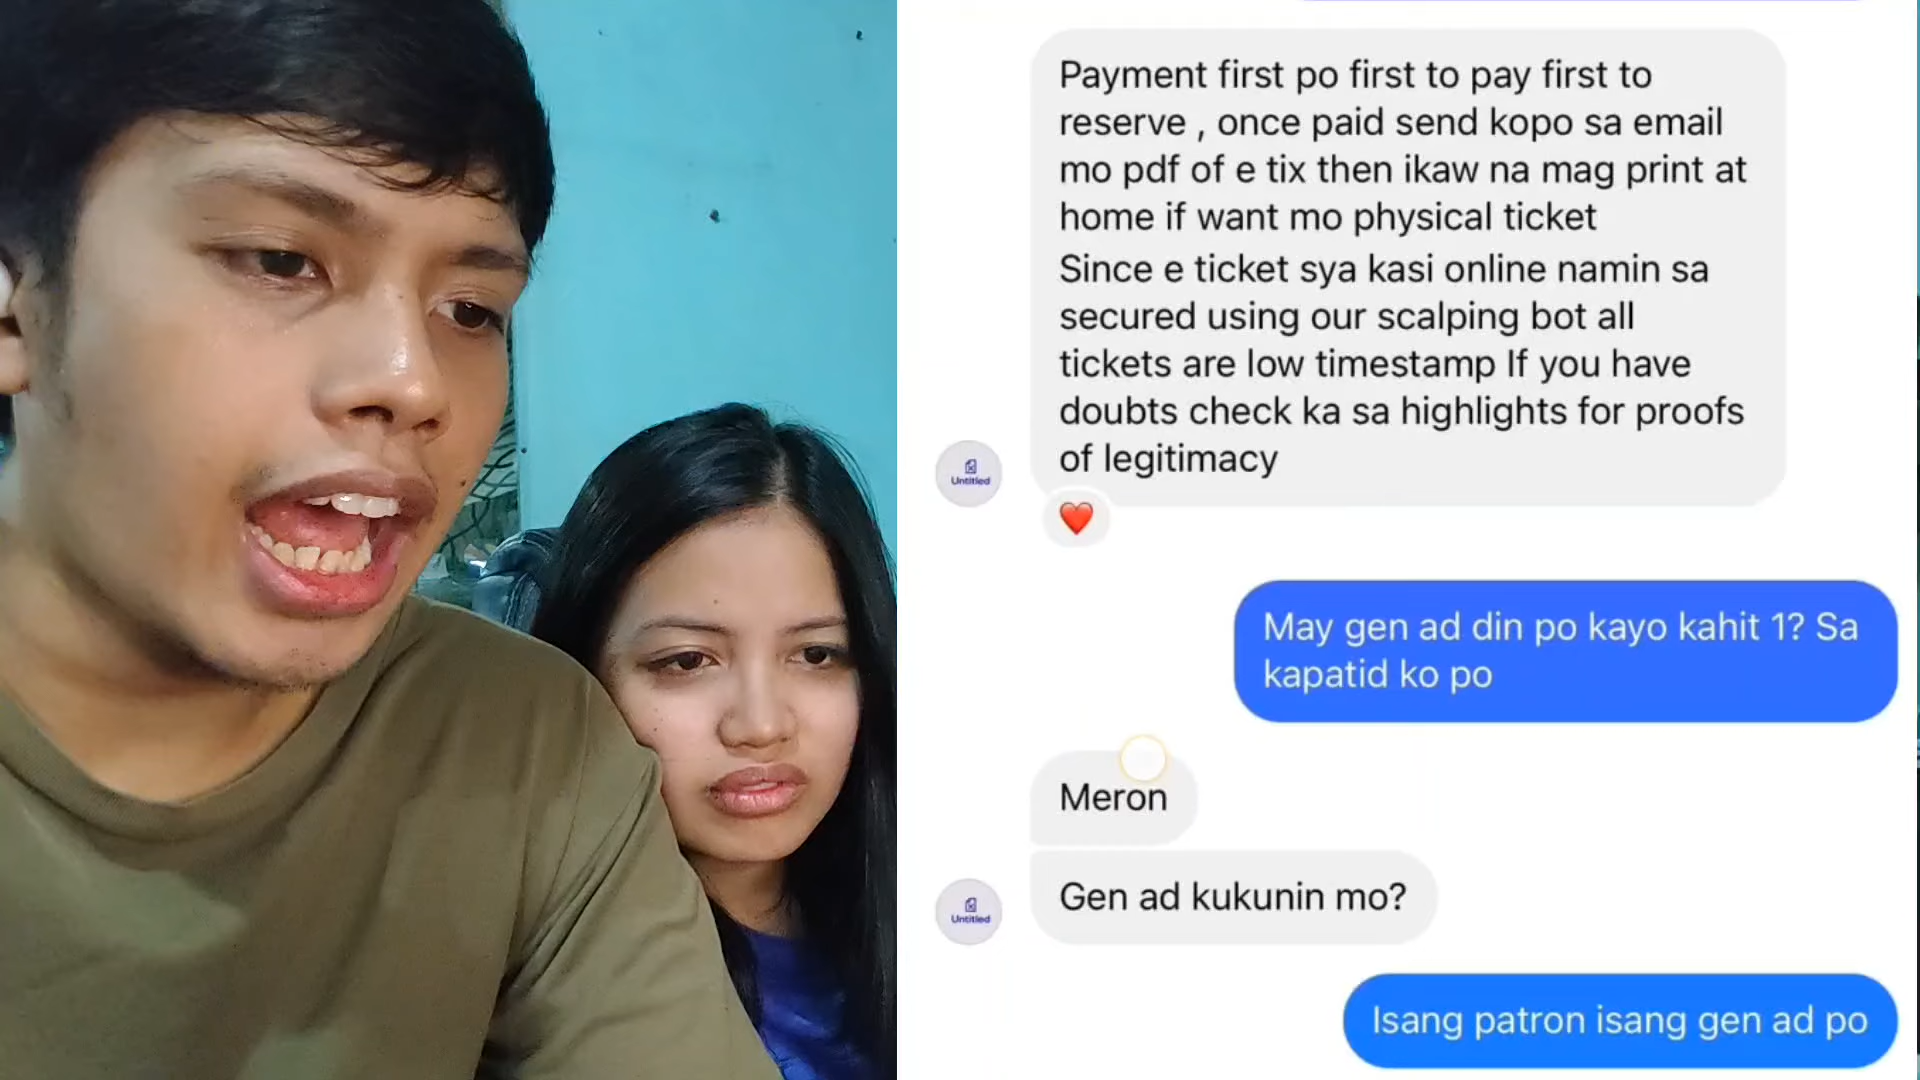 Payment first po first to pay first to
reserve , once paid send kopo sa email
mo pdf of e tix then ikaw na mag print at
home if want mo physical ticket
Since e ticket sya kasi online namin sa
secured using our scalping bot all
tickets are low timestamp If you have
doubts check ka sa highlights for proofs
of legitimacy
Untitled
May gen ad din po kayo kahit 1? Sa
kapatid ko po
Meron
Gen ad kukunin mo?
Untitled
Isang patron isang gen ad po